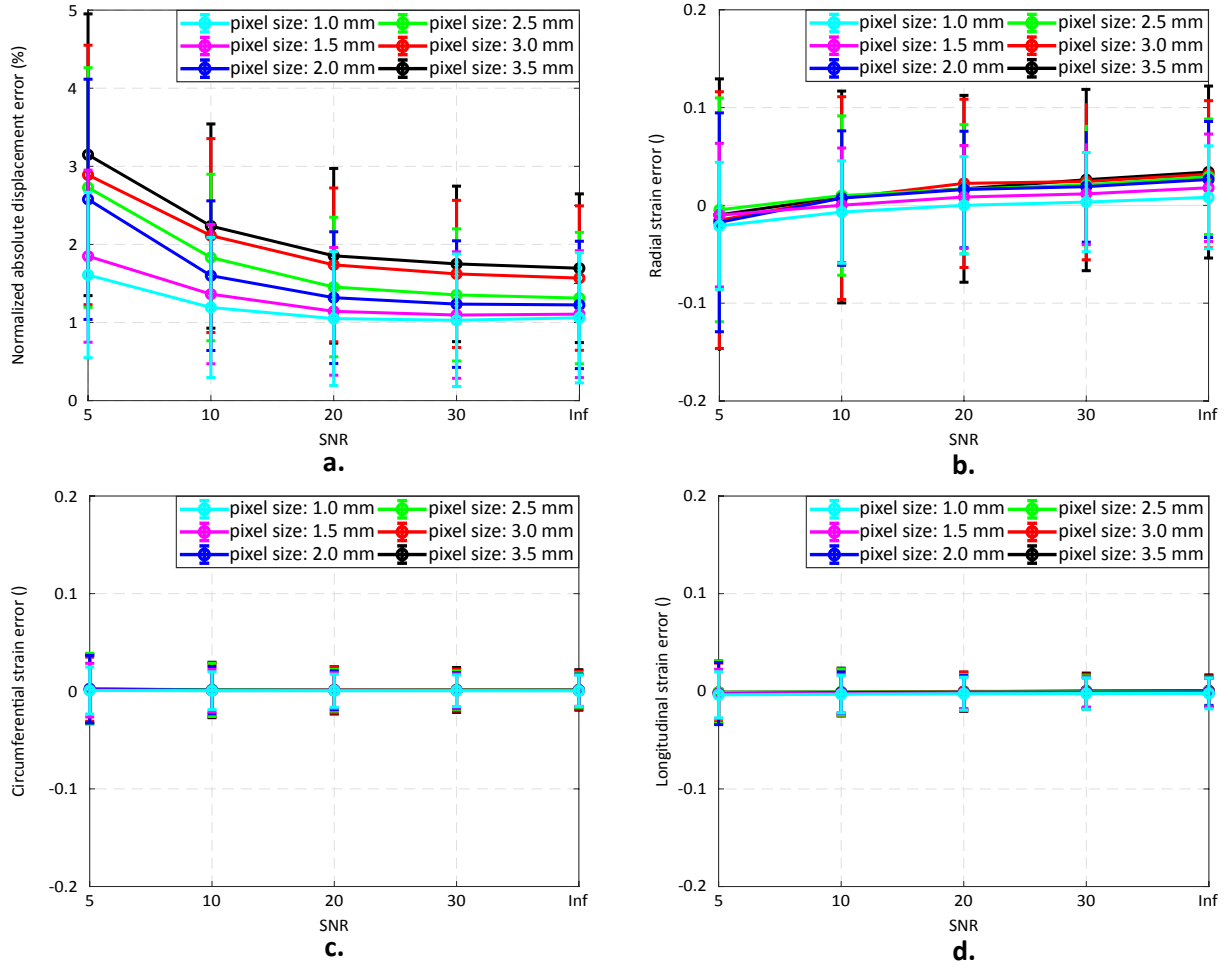 5
4
3
2
1
0
Normalized absolute displacement error (%)
pixel size: 1.0 mm
pixel size: 1.5 mm
pixel size: 2.0 mm
pixel size: 2.5 mm
pixel size: 3.0 mm
pixel size: 3.5 mm
5 10 20 30 Inf
SNR
a.
0.2
0.1
0
-0.1
-0.2
Radial strain error ()
pixel size: 1.0 mm
pixel size: 1.5 mm
pixel size: 2.0 mm
pixel size: 2.5 mm
pixel size: 3.0 mm
pixel size: 3.5 mm
5 10 20 30 Inf
SNR
b.
0.2
0.1
0
-0.1
-0.2
Circumferential strain error ()
pixel size: 1.0 mm
pixel size: 1.5 mm
pixel size: 2.0 mm
pixel size: 2.5 mm
pixel size: 3.0 mm
pixel size: 3.5 mm
5 10 20 30 Inf
SNR
c.
0.2
0.1
0
-0.1
-0.2
Longitudinal strain error ()
pixel size: 1.0 mm
pixel size: 1.5 mm
pixel size: 2.0 mm
pixel size: 2.5 mm
pixel size: 3.0 mm
pixel size: 3.5 mm
5 10 20 30 Inf
SNR
d.